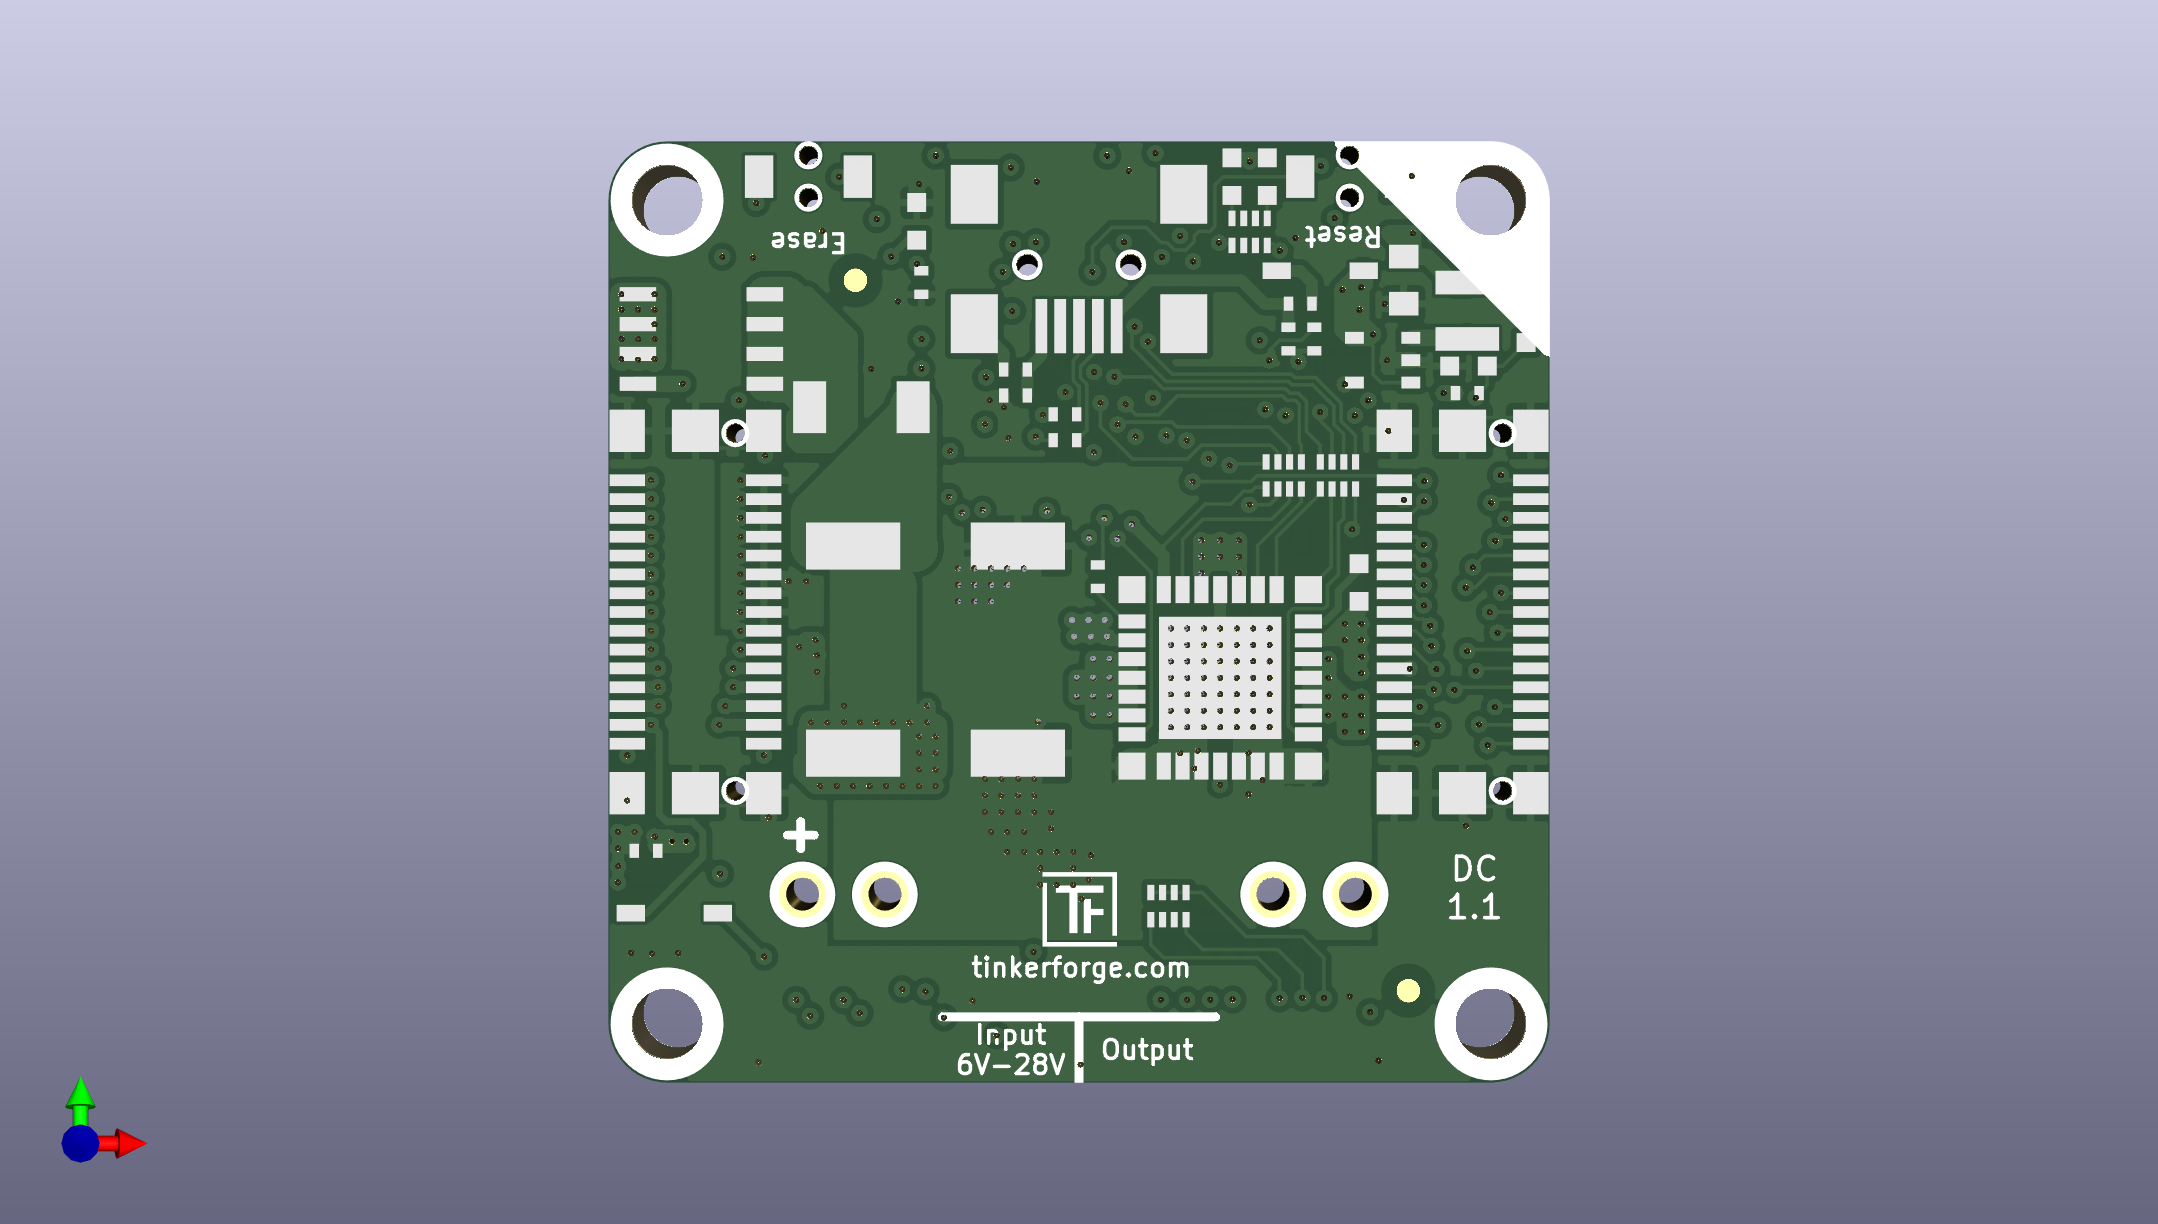 Erase
Reset
+
DC
1.1
TF
tinkerforge.com
Input
6V-28V
Output